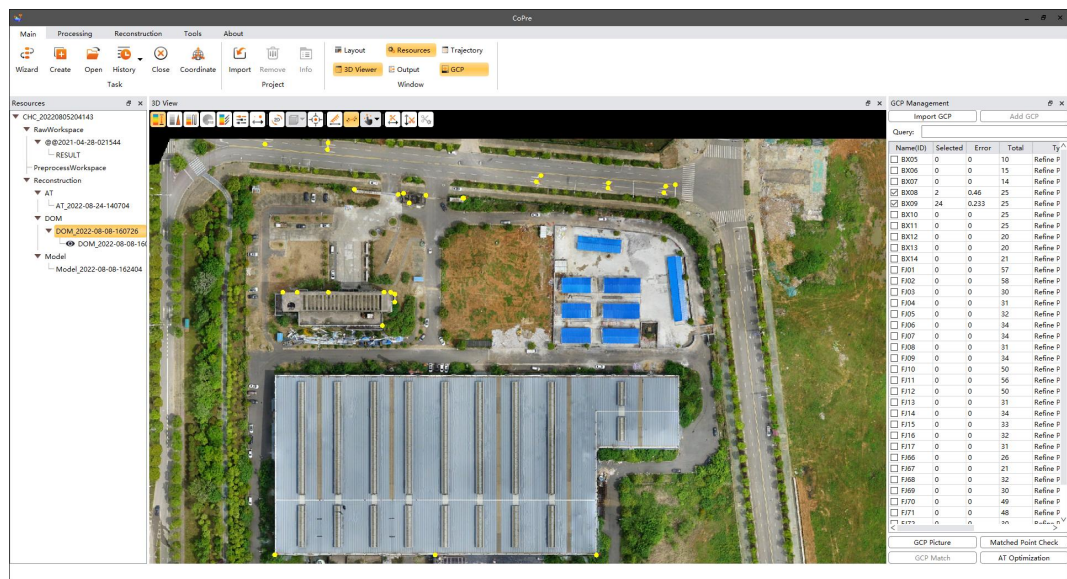 CoPre
Main Processing Reconstruction Tools About
Wizard Create Open History Close Coordinate Import Remove Info
Layout Resources Trajectory
3D Viewer Output GCP
Task Project Window
Resources
CHC_20220805204143
RawWorkspace
@@2021-04-28-021544
RESULT
PreprocessWorkspace
Reconstruction
AT
AT_2022-08-24-140704
DOM
DOM_2022-08-08-160726
DOM_2022-08-08-16
Model
Model_2022-08-08-162404
3D View
GCP Management
Import GCP Add GCP
Query:
Name(ID) Selected Error Total Ty
BX05 0 0 10 Refine P
BX06 0 0 15 Refine P
BX07 0 0 14 Refine P
BX08 2 0.46 25 Refine P
BX09 24 0.233 25 Refine P
BX10 0 0 25 Refine P
BX11 0 0 25 Refine P
BX12 0 0 20 Refine P
BX13 0 0 20 Refine P
BX14 0 0 21 Refine P
FJ01 0 0 57 Refine P
FJ02 0 0 58 Refine P
FJ03 0 0 30 Refine P
FJ04 0 0 31 Refine P
FJ05 0 0 32 Refine P
FJ06 0 0 34 Refine P
FJ07 0 0 34 Refine P
FJ08 0 0 31 Refine P
FJ09 0 0 34 Refine P
FJ10 0 0 50 Refine P
FJ11 0 0 56 Refine P
FJ12 0 0 50 Refine P
FJ13 0 0 31 Refine P
FJ14 0 0 34 Refine P
FJ15 0 0 33 Refine P
FJ16 0 0 32 Refine P
FJ17 0 0 31 Refine P
FJ66 0 0 26 Refine P
FJ67 0 0 21 Refine P
FJ68 0 0 32 Refine P
FJ69 0 0 30 Refine P
FJ70 0 0 49 Refine P
FJ71 0 0 48 Refine P
FJ72 0 0 Refine P
GCP Picture Matched Point Check
GCP Match AT Optimization